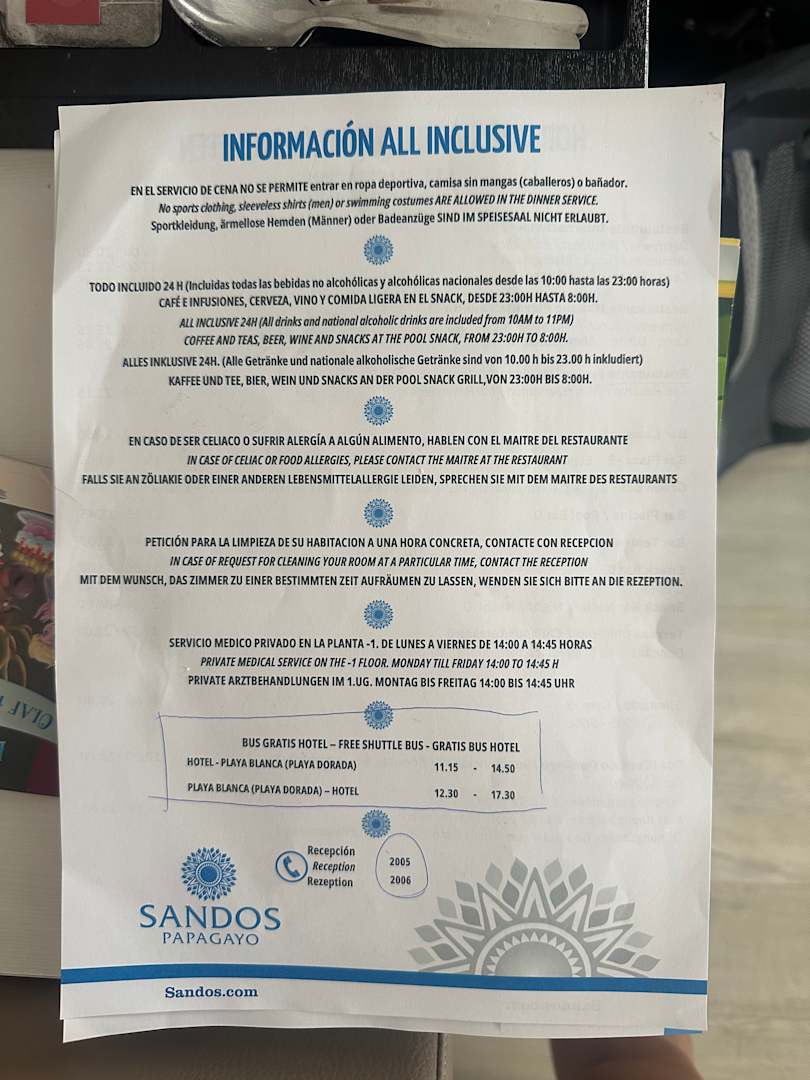 INFORMACIÓN ALL INCLUSIVE
EN EL SERVICIO DE CENA NO SE PERMITE entrar en ropa deportiva, camisa sin mangas (caballeros) o bañador.
No sports clothing, sleeveless shirts (men) or swimming costumes ARE ALLOWED IN THE DINNER SERVICE.
Sportkleidung, ärmellose Hemden (Männer) oder Badeanzüge SIND IM SPEISESAAL NICHT ERLAUBT.
TODO INCLUIDO 24 H (Incluidas todas las bebidas no alcohólicas y alcohólicas nacionales desde las 10:00 hasta las 23:00 horas)
CAFÉ E INFUSIONES, CERVEZA, VINO Y COMIDA LIGERA EN EL SNACK, DESDE 23:00H HASTA 8:00H.
ALL INCLUSIVE 24H (All drinks and national alcoholic drinks are included from 10AM to 11PM)
COFFEE AND TEAS, BEER, WINE AND SNACKS AT THE POOL SNACK, FROM 23:00H TO 8:00H.
ALLES INKLUSIVE 24H. (Alle Getränke und nationale alkoholische Getränke sind von 10.00 h bis 23.00 h inkludiert)
KAFFEE UND TEE, BIER, WEIN UND SNACKS AN DER POOL SNACK GRILL,VON 23:00H BIS 8:00H.
EN CASO DE SER CELIACO O SUFRIR ALERGÍA A ALGÚN ALIMENTO, HABLEN CON EL MAITRE DEL RESTAURANTE
IN CASE OF CELIAC OR FOOD ALLERGIES, PLEASE CONTACT THE MAITRE AT THE RESTAURANT
FALLS SIE AN ZÖLIAKIE ODER EINER ANDEREN LEBENSMITTELALLERGIE LEIDEN, SPRECHEN SIE MIT DEM MAITRE DES RESTAURANTS
PETICIÓN PARA LA LIMPIEZA DE SU HABITACION A UNA HORA CONCRETA, CONTACTE CON RECEPCION
IN CASE OF REQUEST FOR CLEANING YOUR ROOM AT A PARTICULAR TIME, CONTACT THE RECEPTION
MIT DEM WUNSCH, DAS ZIMMER ZU EINER BESTIMMTEN ZEIT AUFRÄUMEN ZU LASSEN, WENDEN SIE SICH BITTE AN DIE REZEPTION.
SERVICIO MEDICO PRIVADO EN LA PLANTA -1. DE LUNES A VIERNES DE 14:00 A 14:45 HORAS
PRIVATE MEDICAL SERVICE ON THE -1 FLOOR. MONDAY TILL FRIDAY 14:00 TO 14:45 H
PRIVATE ARZTBEHANDLUNGEN IM 1.UG. MONTAG BIS FREITAG 14:00 BIS 14:45 UHR
BUS GRATIS HOTEL – FREE SHUTTLE BUS - GRATIS BUS HOTEL
HOTEL - PLAYA BLANCA (PLAYA DORADA) 11.15 - 14.50
PLAYA BLANCA (PLAYA DORADA) – HOTEL 12.30 - 17.30
Recepción
Reception
Rezeption
2005
2006
SANDOS
PAPAGAYO
Sandos.com